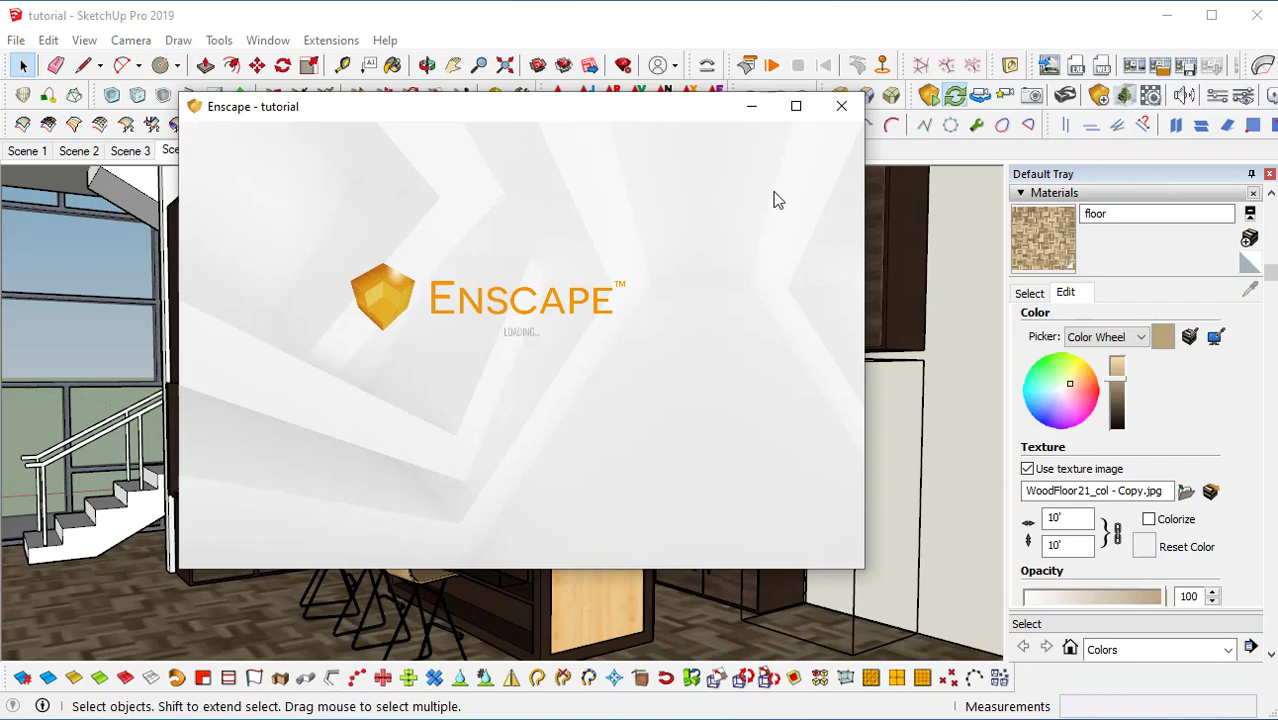 tutorial - SketchUp Pro 2019
File Edit View Camera Draw Tools Window Extensions Help
Enscape - tutorial
Scene 1 Scene 2 Scene 3
Default Tray
Materials
floor
ENSCAPE™
LOADING...
Select Edit
Color
Picker: Color Wheel
Texture
Use texture image
WoodFloor21_col - Copy.jpg
10'
Colorize
10'
Reset Color
Opacity
100
Select
Colors
Select objects. Shift to extend select. Drag mouse to select multiple.
Measurements